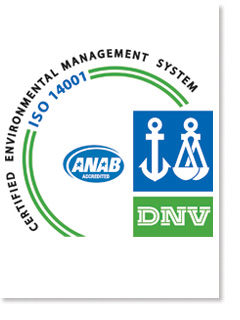 CERTIFIED ENVIRONMENTAL MANAGEMENT SYSTEM
ISO 14001
ANAB
ACCREDITED
DNV